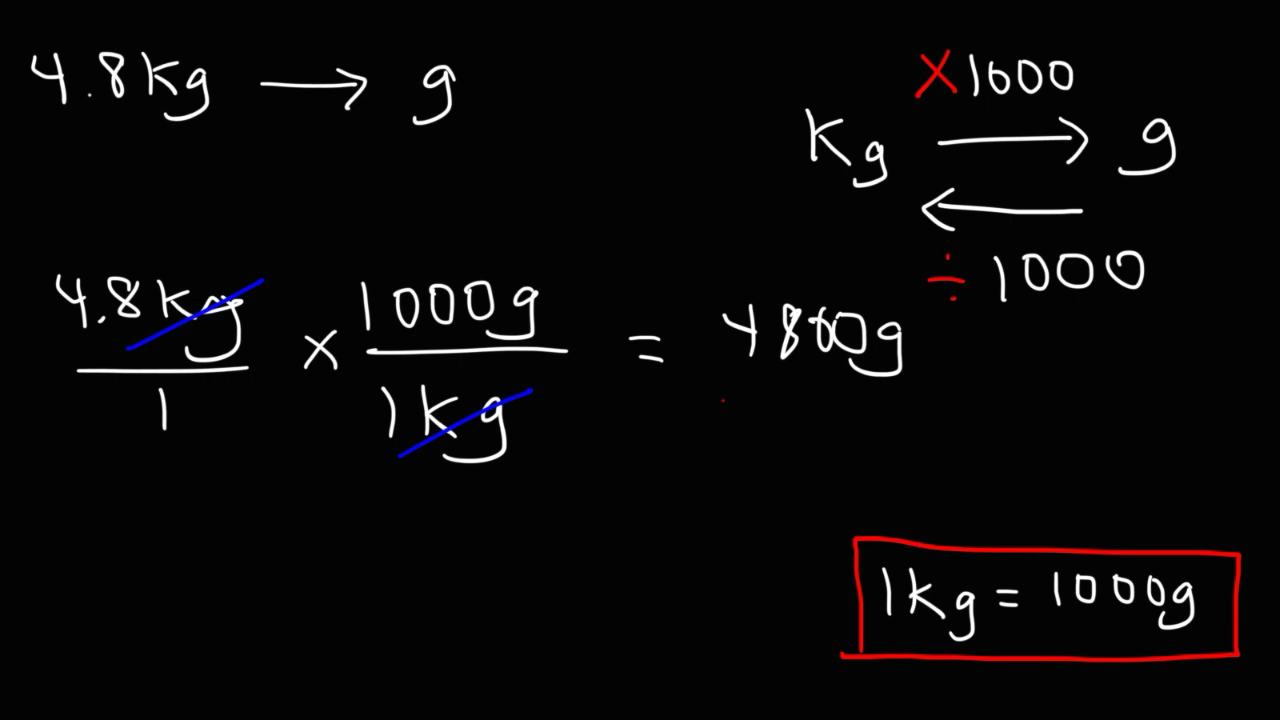 4.8kg → g
×1000
kg → g
←
÷1000
4.8kg/1 × 1000g/1kg = 4800g
1kg = 1000g